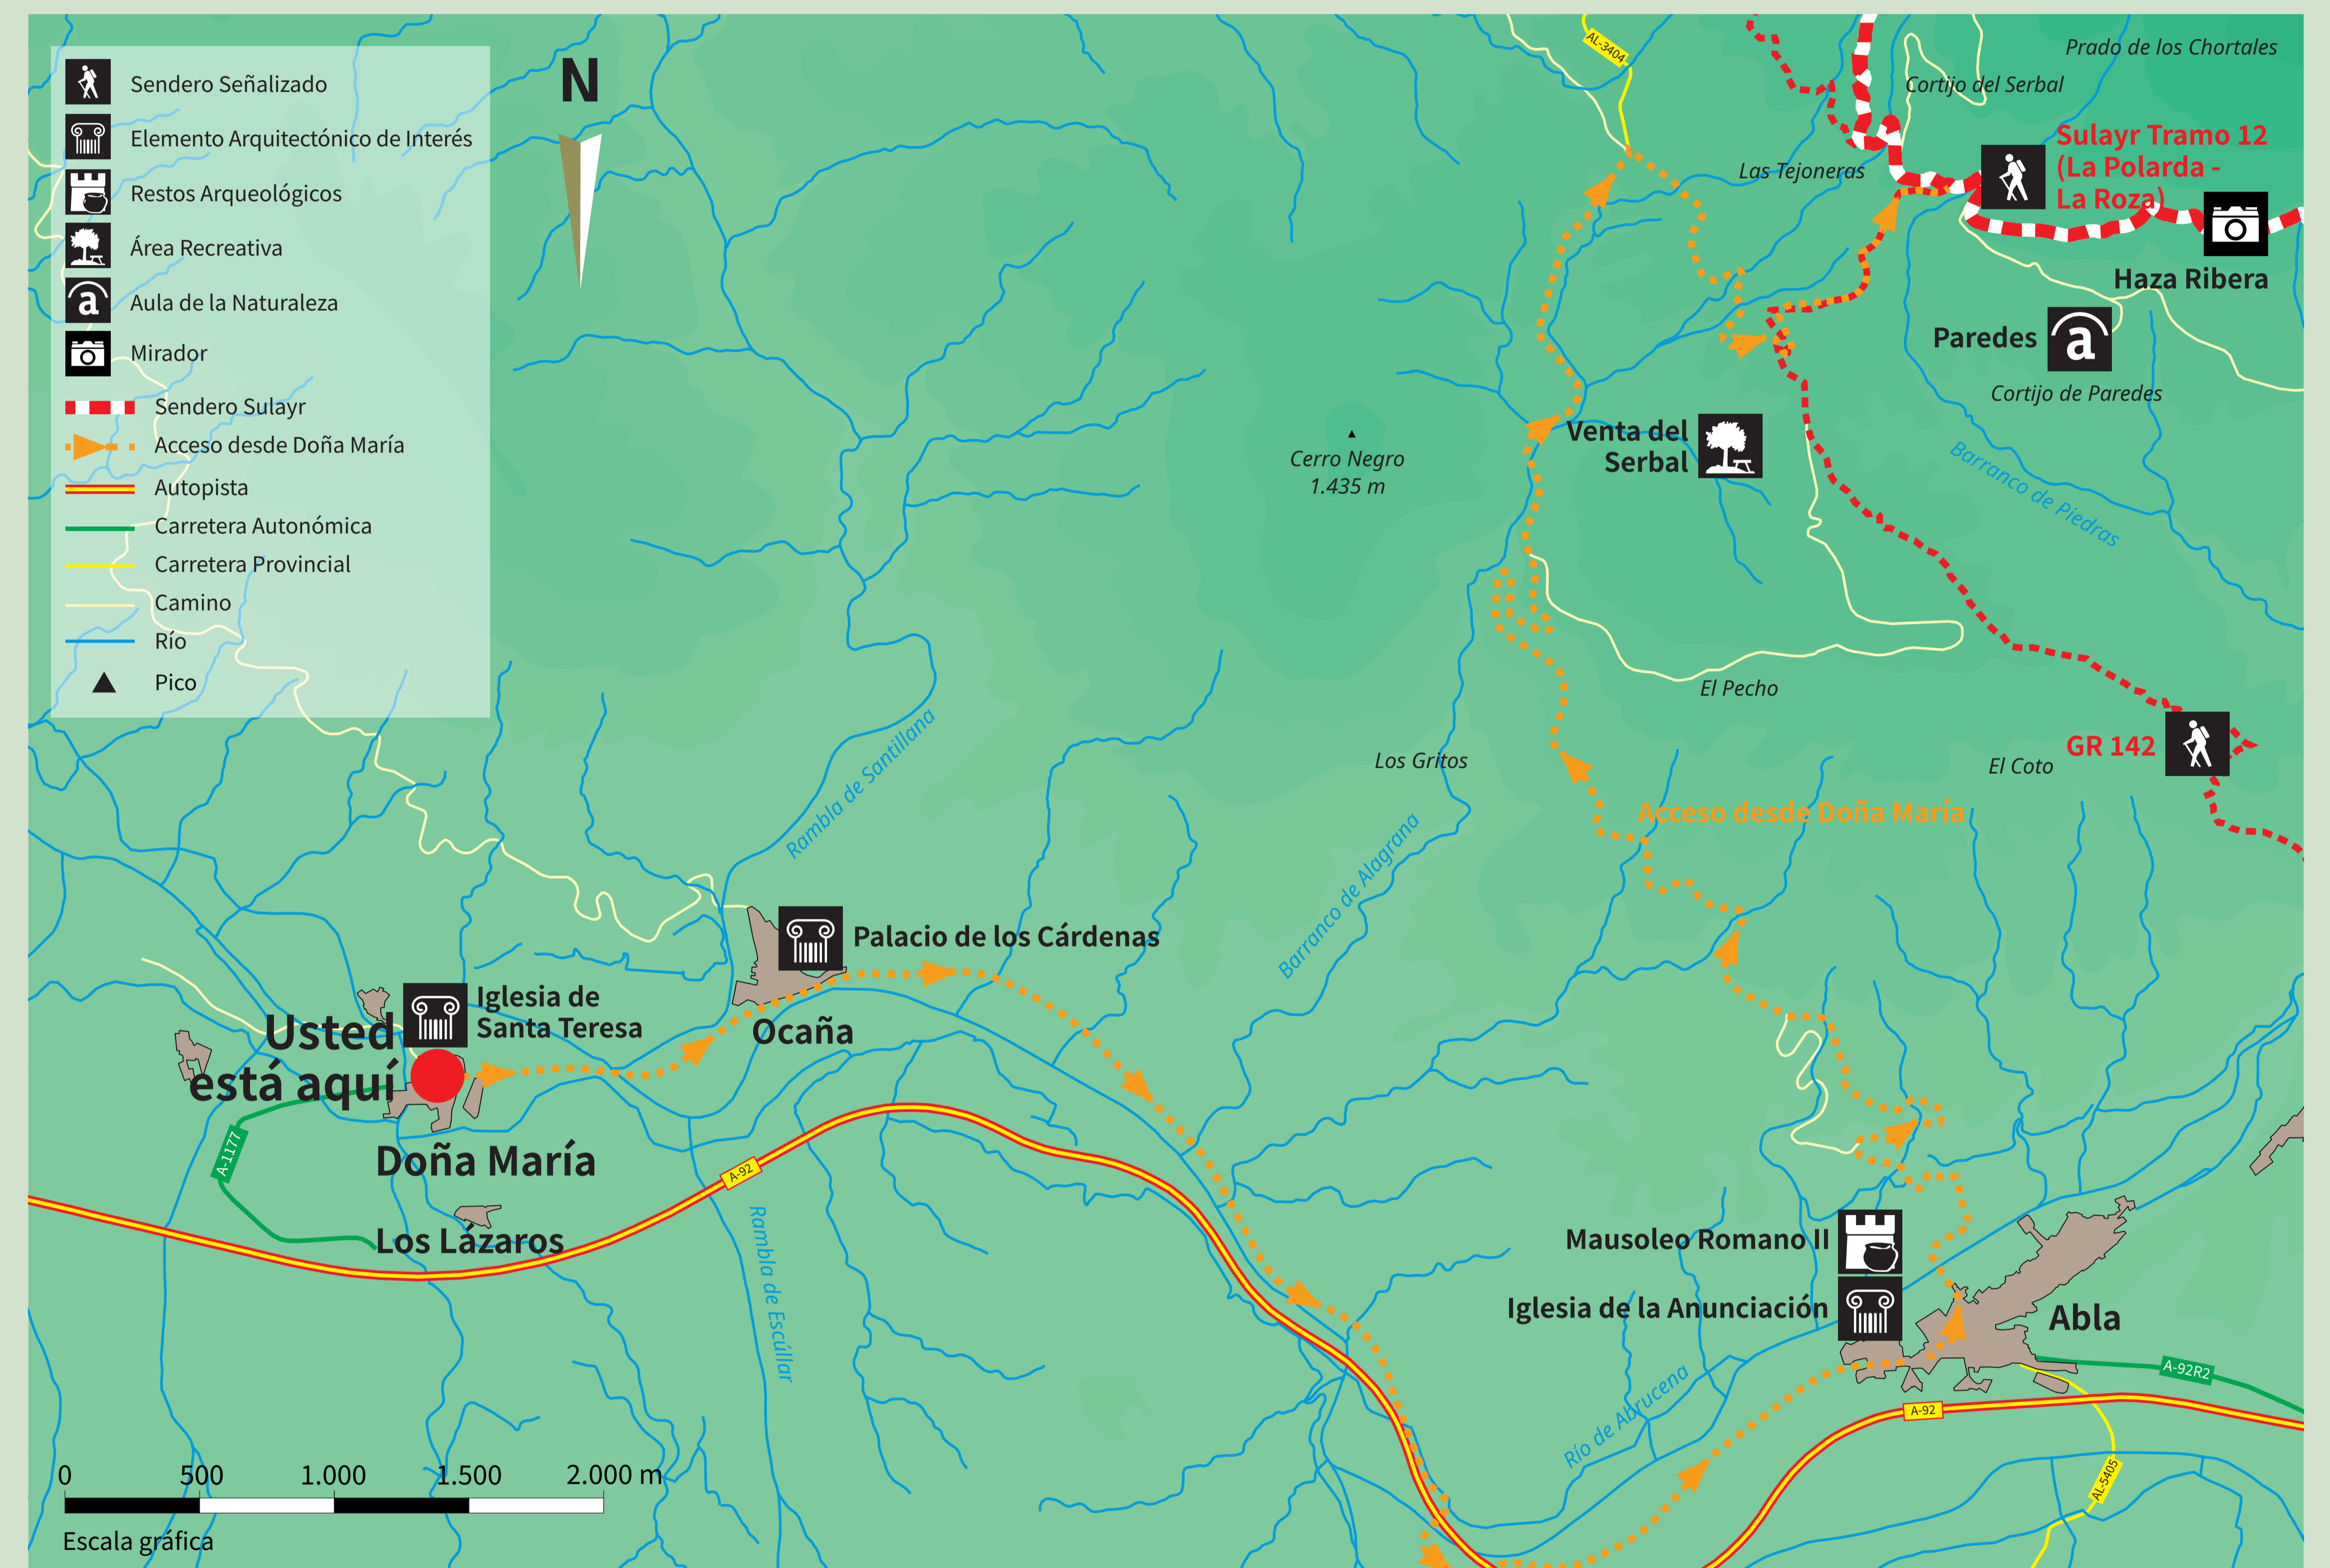 Sendero Señalizado
Elemento Arquitectónico de Interés
Restos Arqueológicos
Área Recreativa
a
Aula de la Naturaleza
Mirador
Sendero Sulayr
Acceso desde Doña María
Autopista
Carretera Autonómica
Carretera Provincial
Camino
Río
Pico
N
AL-3404
Prado de los Chortales
Cortijo del Serbal
Sulayr Tramo 12
(La Polarda -
La Roza)
Las Tejoneras
Haza Ribera
Paredes
a
Cortijo de Paredes
Venta del
Serbal
Cerro Negro
1.435 m
Barranco de Piedras
El Pecho
Los Gritos
GR 142
El Coto
Rambla de Santillana
Acceso desde Doña María
Barranco de Alagrana
Palacio de los Cárdenas
Iglesia de
Santa Teresa
Ocaña
Usted
está aquí
A-1177
Doña María
A-92
Los Lázaros
Rambla de Escúllar
Mausoleo Romano II
Iglesia de la Anunciación
Abla
A-92R2
A-92
Río de Abrucena
AL-5405
0 500 1.000 1.500 2.000 m
Escala gráfica